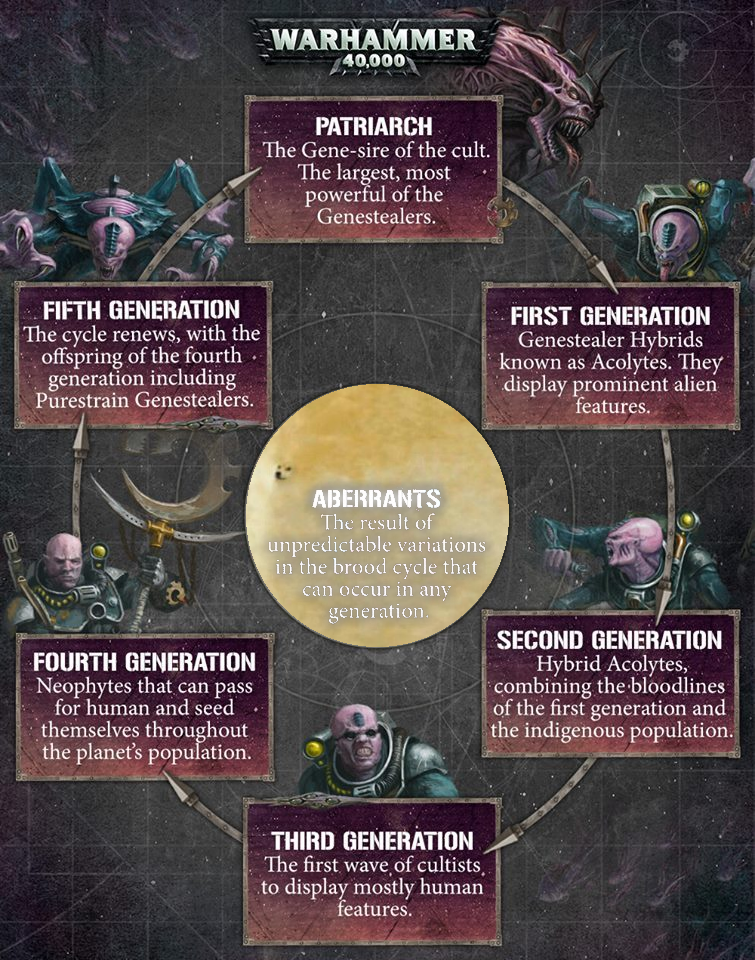 WARHAMMER
40,000
PATRIARCH
The Gene-sire of the cult.
The largest, most
powerful of the
Genestealers.
FIRST GENERATION
Genestealer Hybrids
known as Acolytes. They
display prominent alien
features.
SECOND GENERATION
Hybrid Acolytes,
combining the bloodlines
of the first generation and
the indigenous population.
THIRD GENERATION
The first wave of cultists
to display mostly human
features.
FOURTH GENERATION
Neophytes that can pass
for human and seed
themselves throughout
the planet's population.
FIFTH GENERATION
The cycle renews, with the
offspring of the fourth
generation including
Purestrain Genestealers.
ABERRANTS
The result of
unpredictable variations
in the brood cycle that
can occur in any
generation.